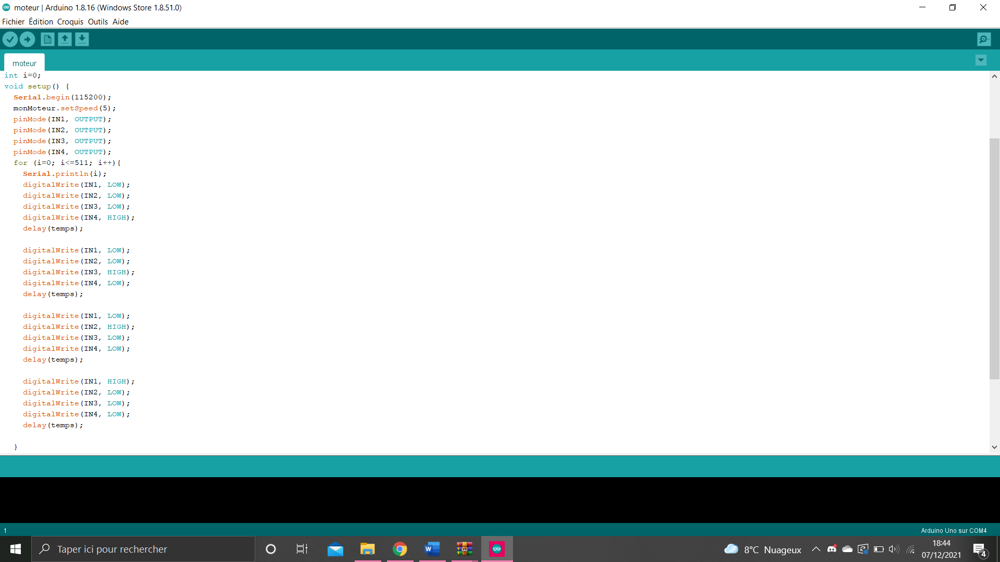 moteur | Arduino 1.8.16 (Windows Store 1.8.51.0)
Fichier Édition Croquis Outils Aide
moteur
int i=0;
void setup() {
  Serial.begin(115200);
  monMoteur.setSpeed(5);
  pinMode(IN1, OUTPUT);
  pinMode(IN2, OUTPUT);
  pinMode(IN3, OUTPUT);
  pinMode(IN4, OUTPUT);
  for (i=0; i<=511; i++){
    Serial.println(i);
    digitalWrite(IN1, LOW);
    digitalWrite(IN2, LOW);
    digitalWrite(IN3, LOW);
    digitalWrite(IN4, HIGH);
    delay(temps);

    digitalWrite(IN1, LOW);
    digitalWrite(IN2, LOW);
    digitalWrite(IN3, HIGH);
    digitalWrite(IN4, LOW);
    delay(temps);

    digitalWrite(IN1, LOW);
    digitalWrite(IN2, HIGH);
    digitalWrite(IN3, LOW);
    digitalWrite(IN4, LOW);
    delay(temps);

    digitalWrite(IN1, HIGH);
    digitalWrite(IN2, LOW);
    digitalWrite(IN3, LOW);
    digitalWrite(IN4, LOW);
    delay(temps);

  }
1
Arduino Uno sur COM4
Taper ici pour rechercher
W
8°C Nuageux
18:44
07/12/2021
4